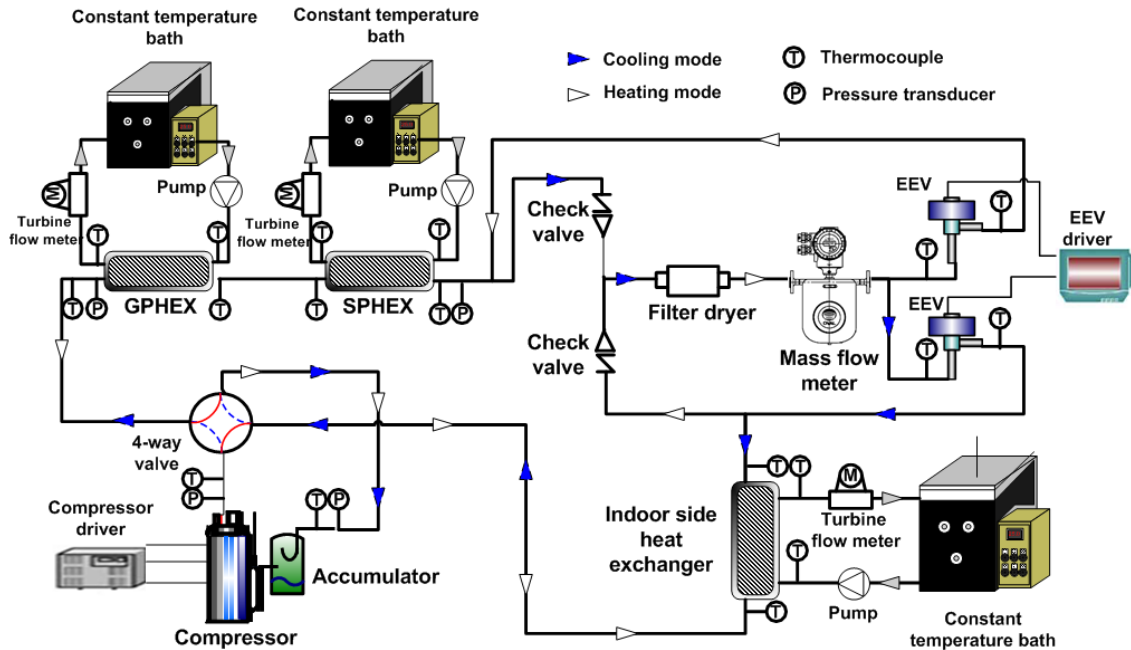 Constant temperature
bath
Constant temperature
bath
Cooling mode
Heating mode
T
Thermocouple
P
Pressure transducer
M
Pump
Turbine
flow meter
T
T
GPHEX
T
P
T
M
Pump
Turbine
flow meter
T
T
SPHEX
T
T
P
Check
valve
Check
valve
Filter dryer
Mass flow
meter
EEV
T
T
EEV
T
T
EEV
driver
4-way
valve
T
P
Compressor
driver
T
P
Accumulator
Compressor
T
T
M
Turbine
flow meter
Indoor side
heat
exchanger
T
Pump
T
Constant
temperature bath